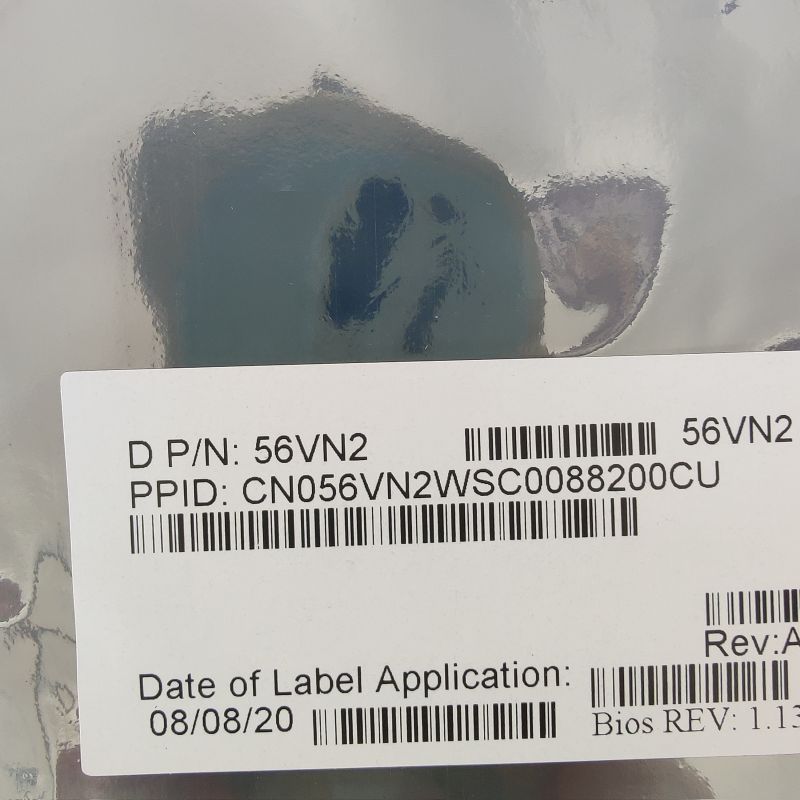 D P/N: 56VN2 56VN2
PPID: CN056VN2WSC0088200CU
Rev:A
Date of Label Application:
08/08/20
Bios REV: 1.13